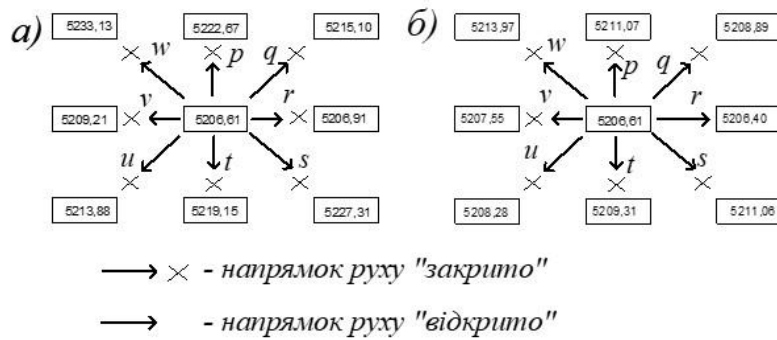 а) 5233,13 5222,67 5215,10 б) 5213,97 5211,07 5208,89
w p q w p q
v r v r
5209,21 5206,61 5206,91 5207,55 5206,61 5206,40
u t s u t s
5213,88 5219,15 5227,31 5208,28 5209,31 5211,06
- напрямок руху "закрито"
- напрямок руху "відкрито"